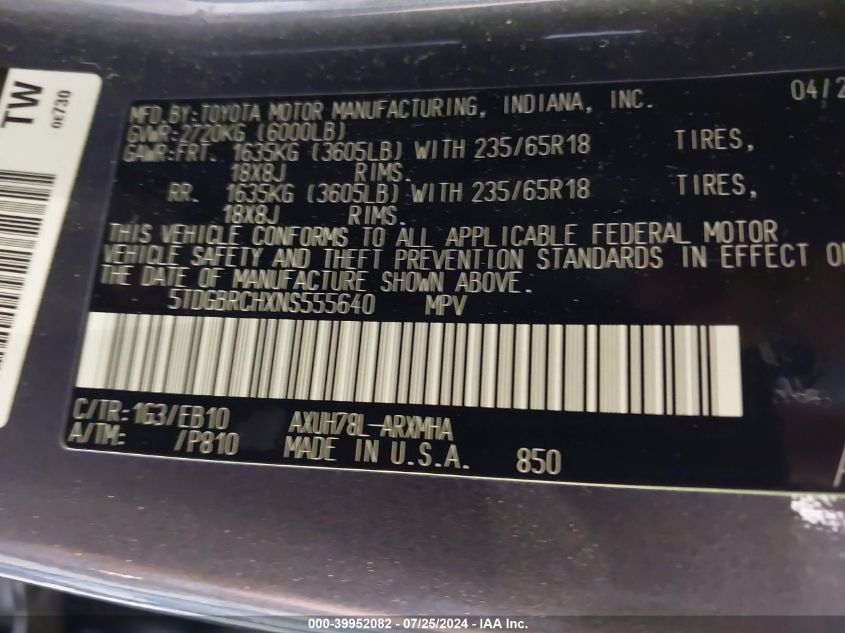 TW
0E730
MFD.BY:TOYOTA MOTOR MANUFACTURING, INDIANA, INC. 04/2
GVWR:2720KG (6000LB)
GAWR:FRT. 1635KG (3605LB) WITH 235/65R18 TIRES,
18X8J RIMS.
RR. 1635KG (3605LB) WITH 235/65R18 TIRES,
18X8J RIMS.
THIS VEHICLE CONFORMS TO ALL APPLICABLE FEDERAL MOTOR
VEHICLE SAFETY AND THEFT PREVENTION STANDARDS IN EFFECT
THE DATE OF MANUFACTURE SHOWN ABOVE.
5TDGBRCHXNS555640 MPV
C/TR:1G3/EB10 AXUH78L-ARXMHA
A/TM: /P810 MADE IN U.S.A. 850
000-39952082 - 07/25/2024 - IAA Inc.